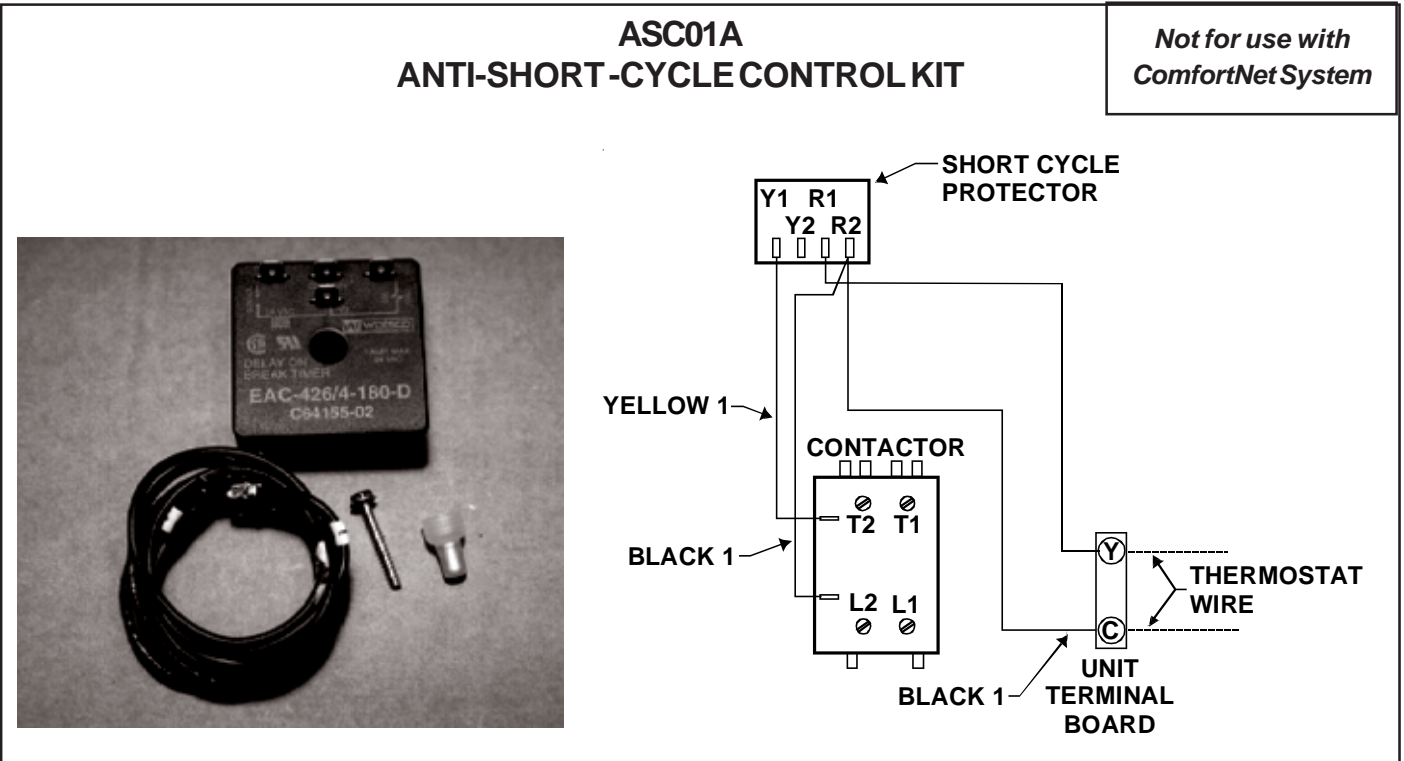 ASC01A
ANTI-SHORT-CYCLE CONTROL KIT
Not for use with
ComfortNet System
SHORT CYCLE
PROTECTOR
Y1 R1
Y2 R2
YELLOW 1
CONTACTOR
T2 T1
BLACK 1
L2 L1
Y
THERMOSTAT
WIRE
C
BLACK 1
UNIT
TERMINAL
BOARD
DELAY ON
BREAK TIMER
EAC-426/4-180-D
C64155-02